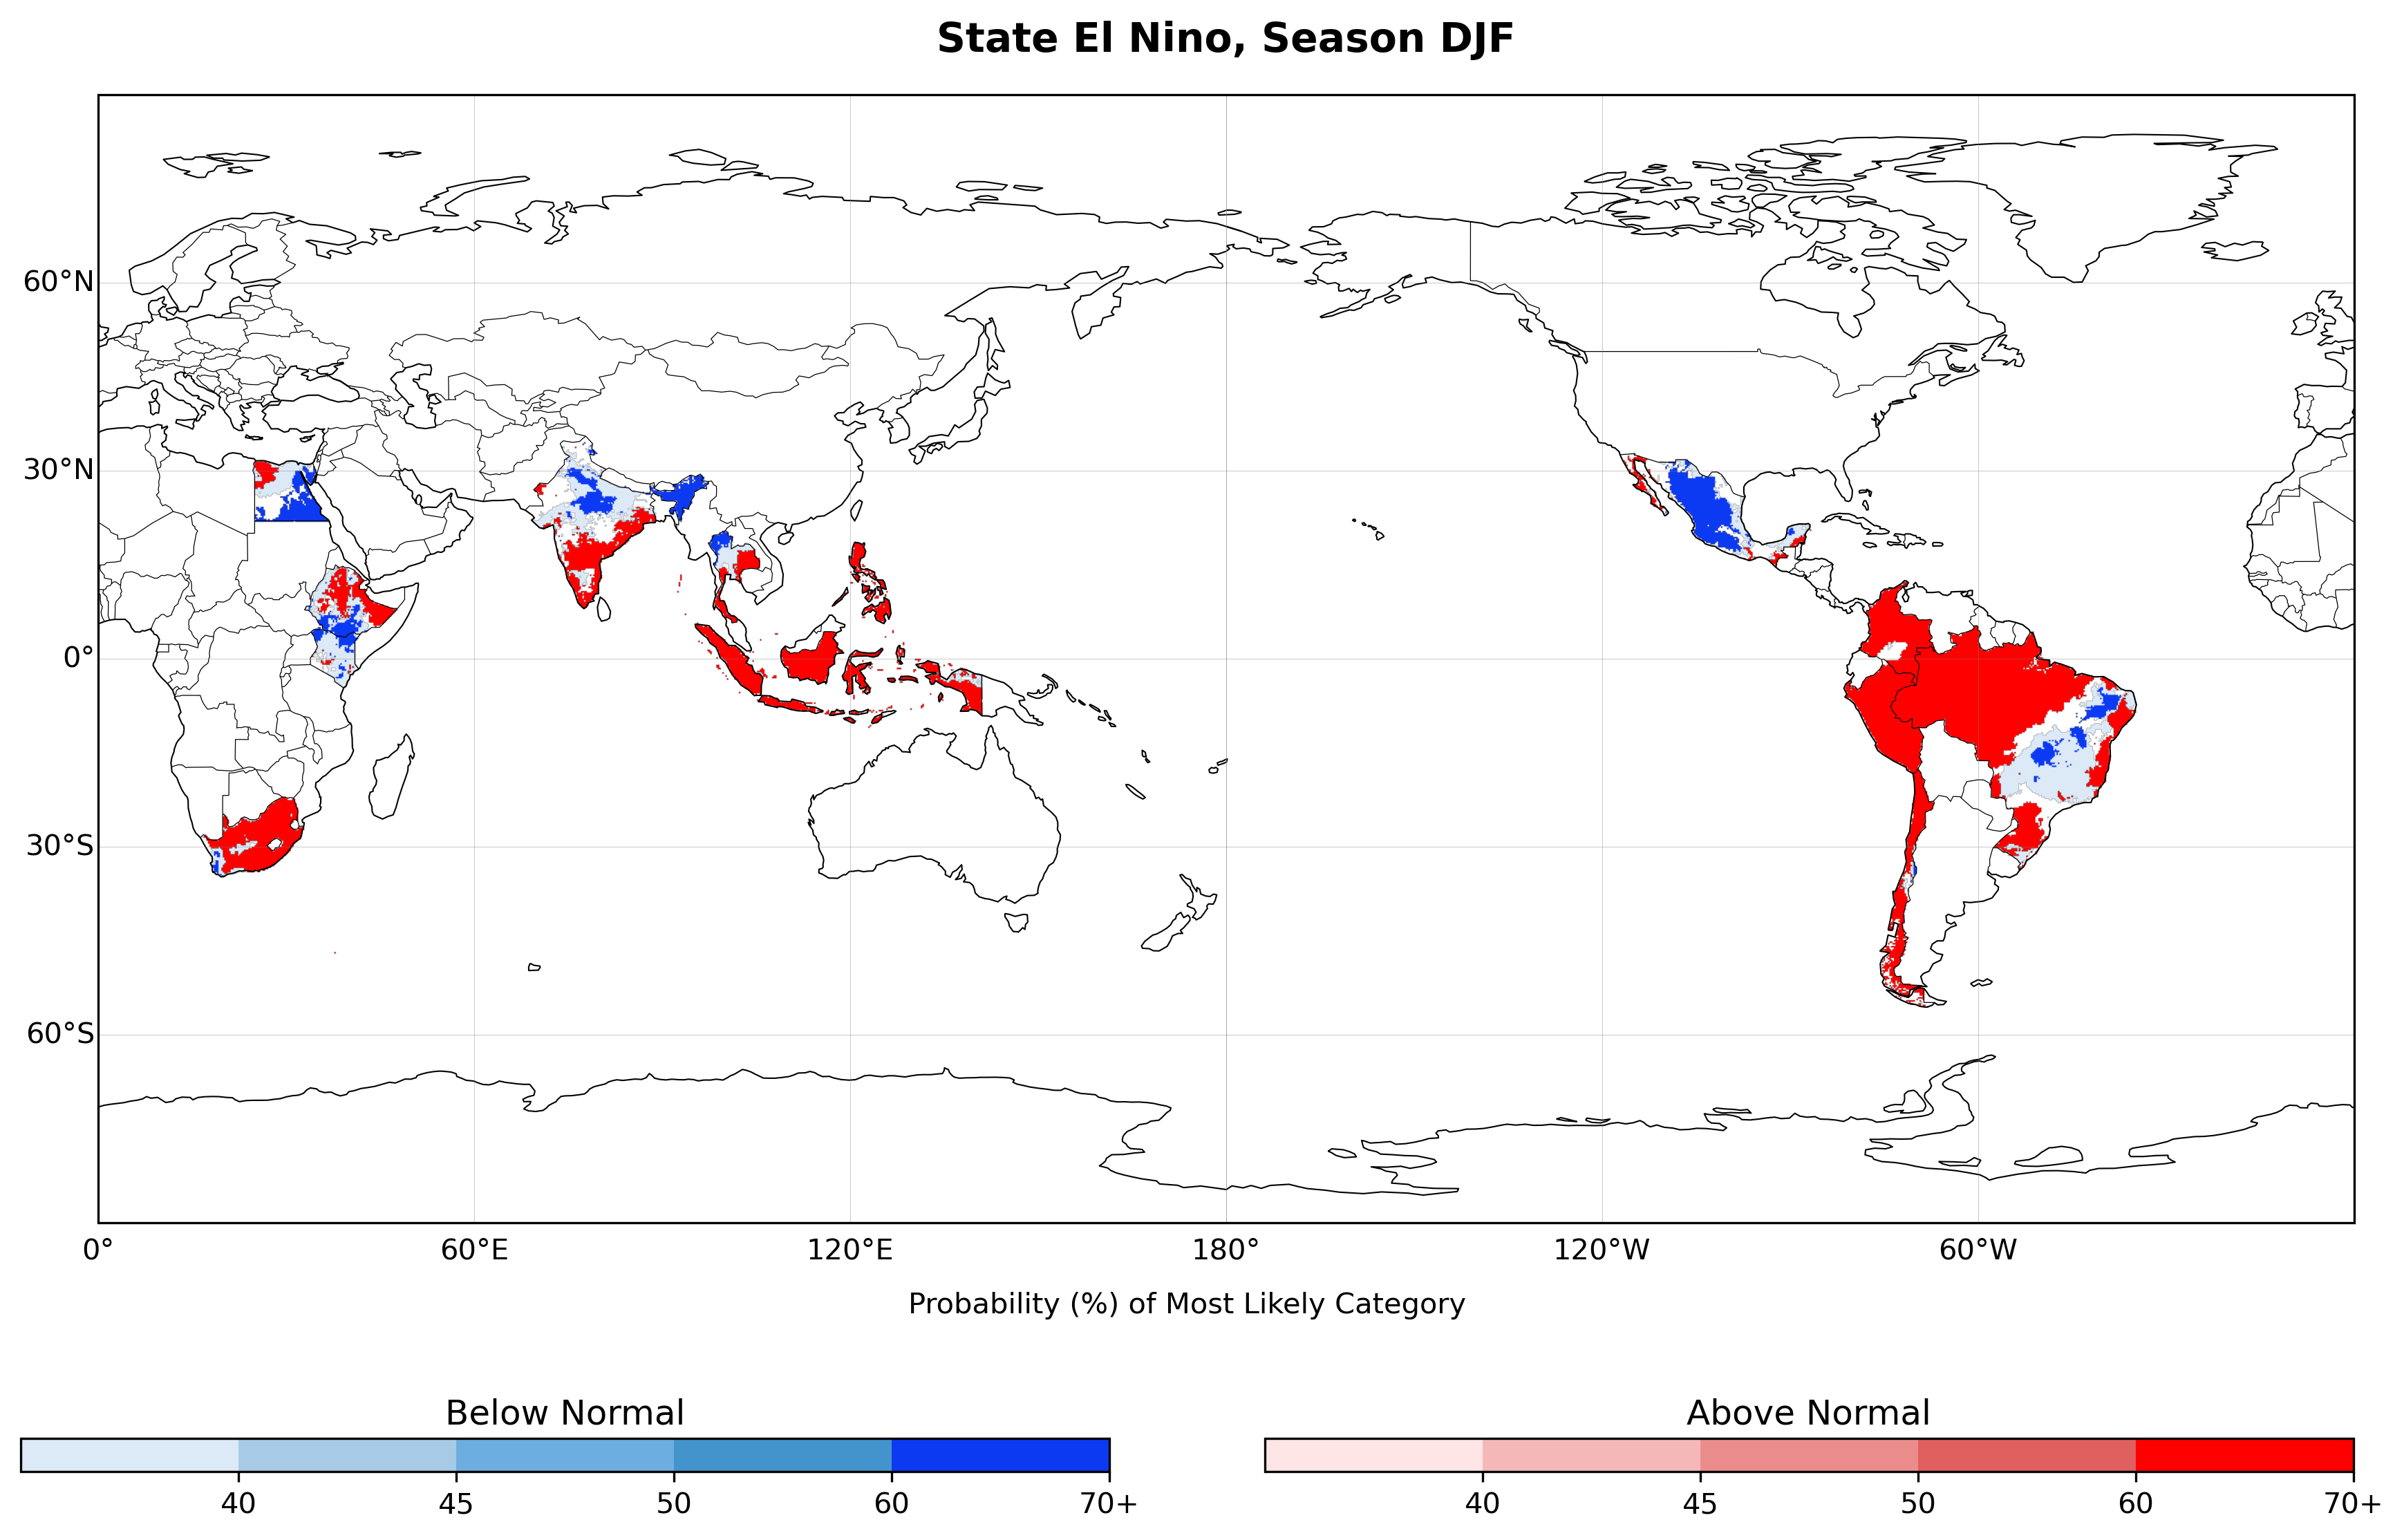 State El Nino, Season DJF
60°N
30°N
0°
30°S
60°S
0°
60°E
120°E
180°
120°W
60°W
Probability (%) of Most Likely Category
Below Normal
Above Normal
40
45
50
60
70+
40
45
50
60
70+